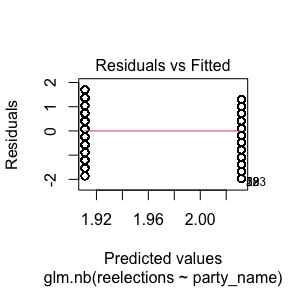 Residuals vs Fitted
Residuals
2
1
0
-2
1.92
1.96
2.00
Predicted values
glm.nb(reelections ~ party_name)